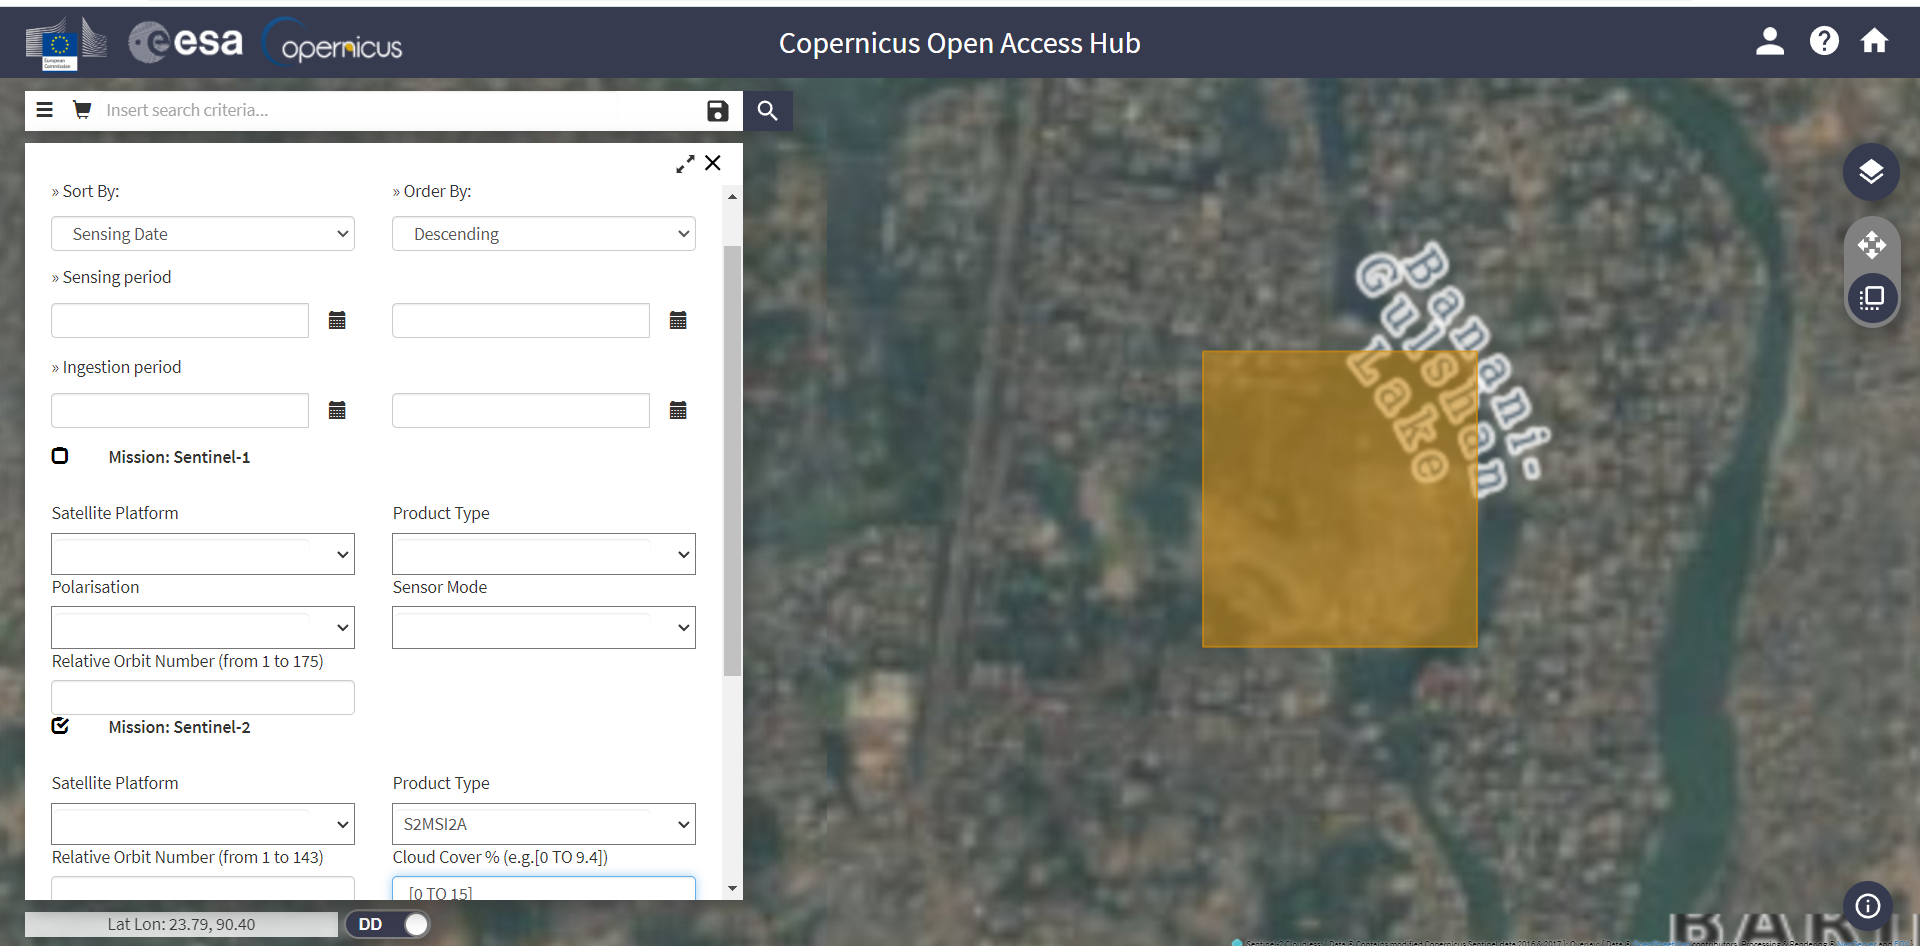 European
Commission
esa
opernicus
Copernicus Open Access Hub
Insert search criteria...
» Sort By:
» Order By:
Sensing Date
Descending
» Sensing period
» Ingestion period
Mission: Sentinel-1
Satellite Platform
Product Type
Polarisation
Sensor Mode
Relative Orbit Number (from 1 to 175)
Mission: Sentinel-2
Satellite Platform
Product Type
S2MSI2A
Relative Orbit Number (from 1 to 143)
Cloud Cover % (e.g.[0 TO 9.4])
[0 TO 15]
Lat Lon: 23.79, 90.40
DD
Banani-
Gulshan
Lake